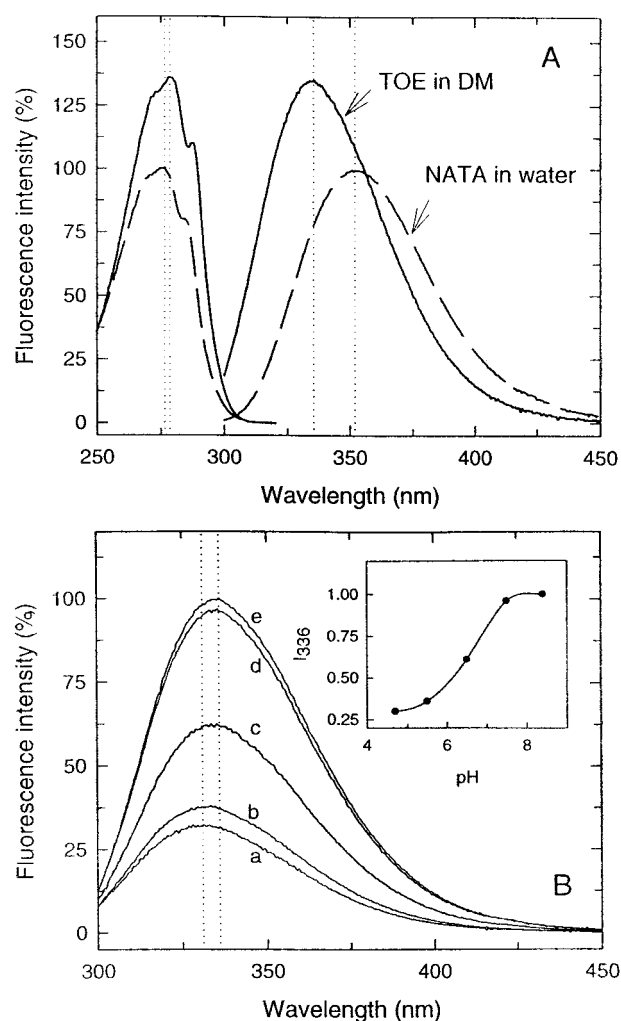 A
Fluorescence intensity (%)
150
125
100
75
50
25
0
TOE in DM
NATA in water
250
300
350
400
450
Wavelength (nm)
B
Fluorescence intensity (%)
100
75
50
25
0
e
d
c
b
a
I336
1.00
0.75
0.50
0.25
4
6
8
pH
300
350
400
450
Wavelength (nm)